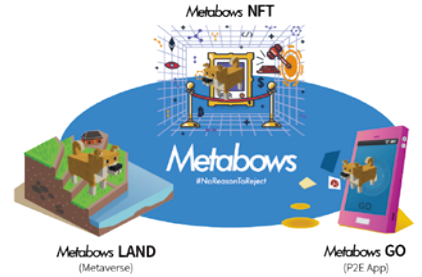 Metabows NFT
Metabows
#NoReasonToReject
GO
Metabows LAND
(Metaverse)
Metabows GO
(P2E App)